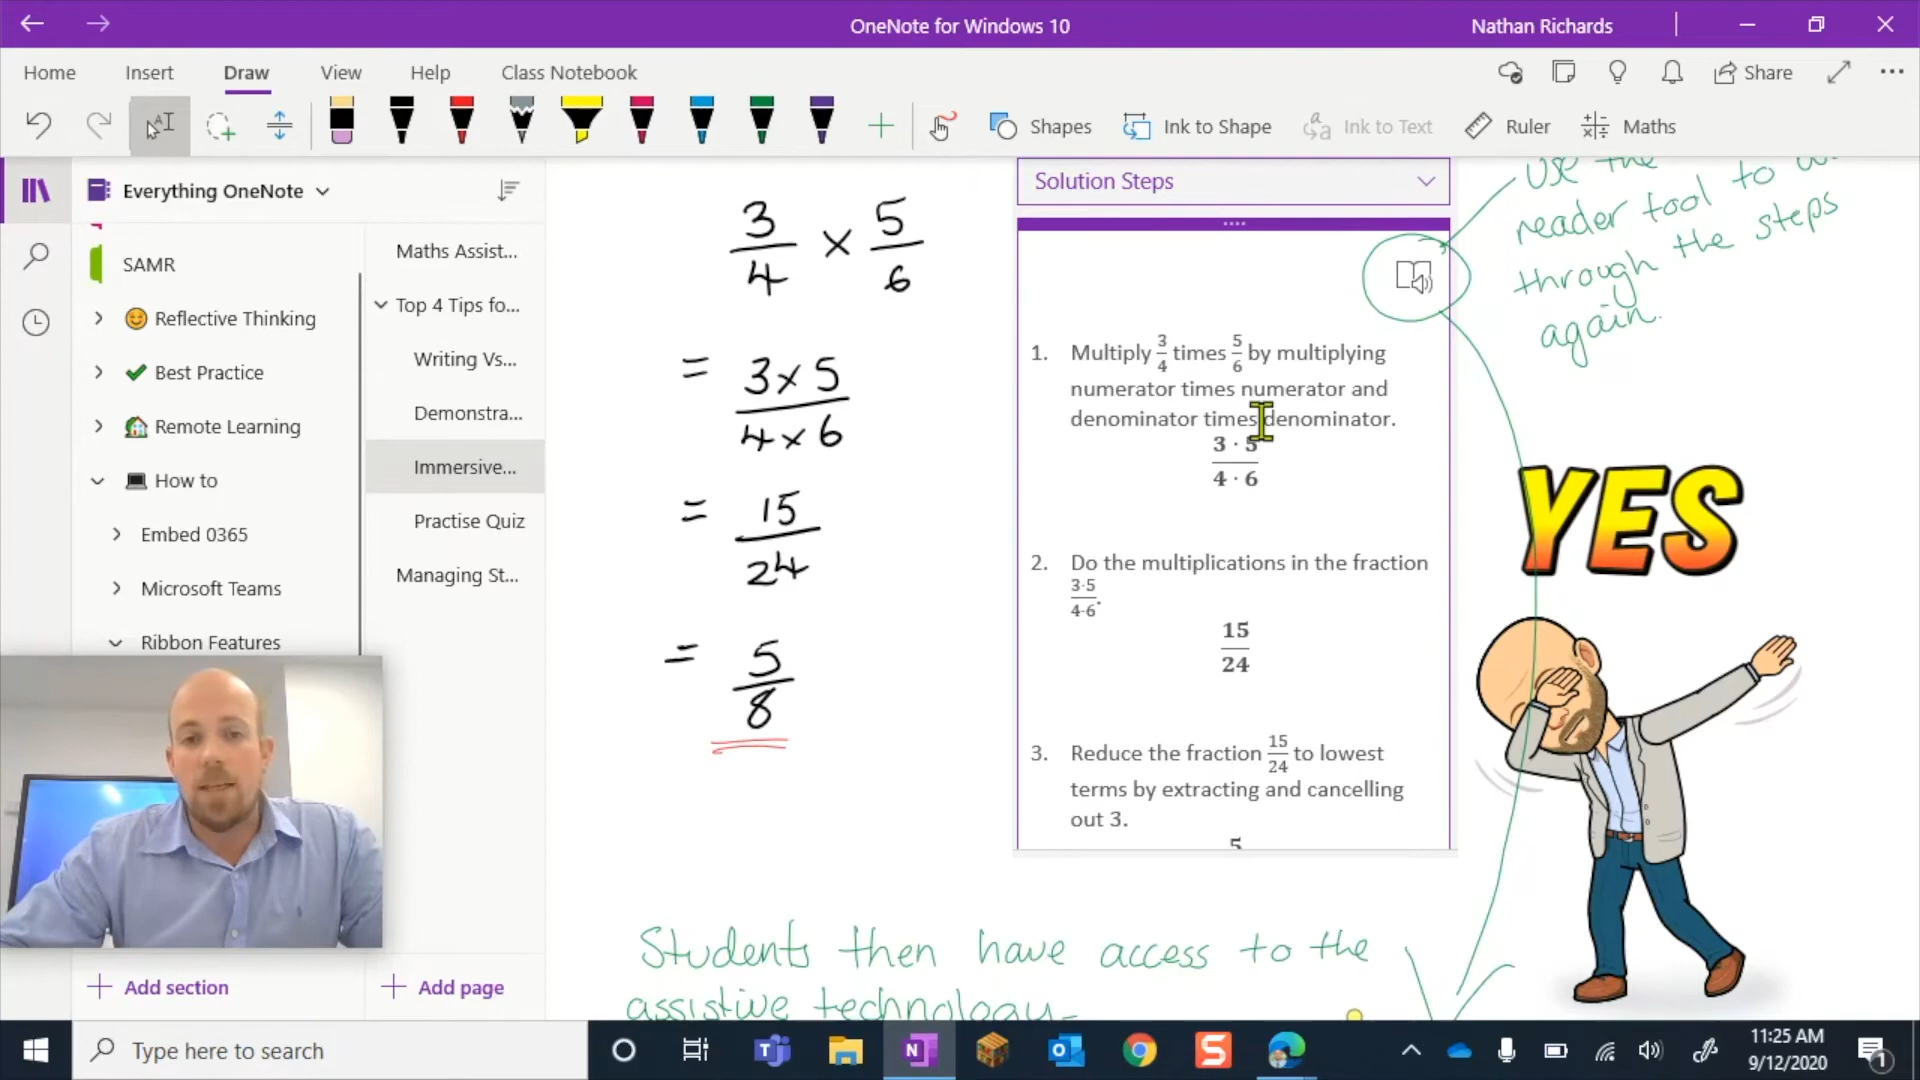 OneNote for Windows 10
Nathan Richards
Home Insert Draw View Help Class Notebook
Share
Shapes Ink to Shape Ink to Text Ruler Maths
Everything OneNote
SAMR
Reflective Thinking
Best Practice
Remote Learning
How to
Embed 0365
Microsoft Teams
Ribbon Features
Add section
Maths Assist...
Top 4 Tips fo...
Writing Vs...
Demonstra...
Immersive...
Practise Quiz
Managing St...
Add page
3/4 × 5/6
= 3×5/4×6
= 15/24
= 5/8
Solution Steps
1. Multiply 3/4 times 5/6 by multiplying
numerator times numerator and
denominator times denominator.
3 · 5
4 · 6
2. Do the multiplications in the fraction
3·5/4·6.
15
24
3. Reduce the fraction 15/24 to lowest
terms by extracting and cancelling
out 3.
5
use the
reader tool to
through the steps
again.
YES
Students then have access to the
assistive technology
Type here to search
11:25 AM
9/12/2020
1